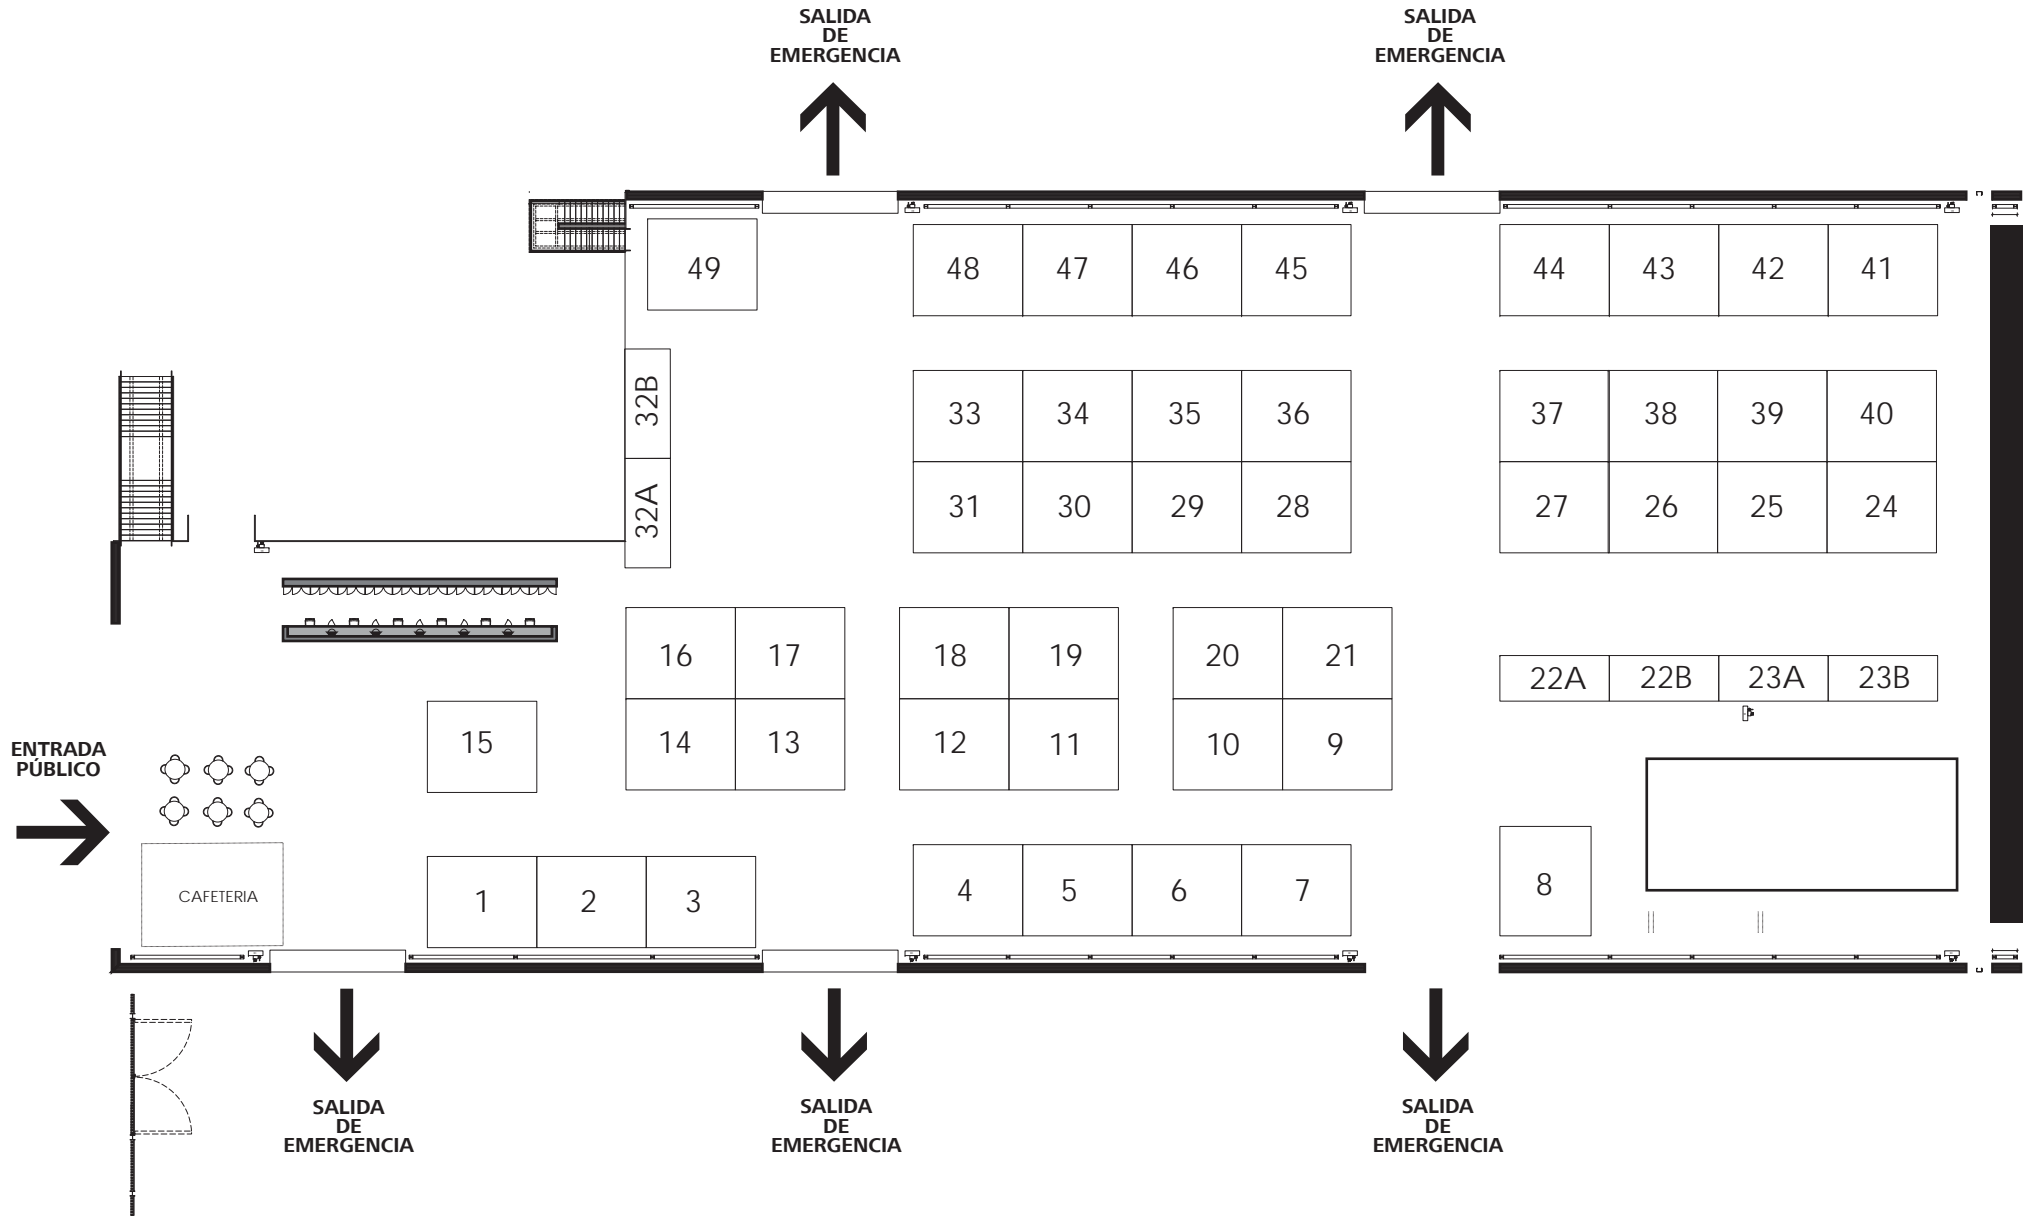 SALIDA
DE
EMERGENCIA
SALIDA
DE
EMERGENCIA
49
48
47
46
45
44
43
42
41
32B
33
34
35
36
37
38
39
40
32A
31
30
29
28
27
26
25
24
16
17
18
19
20
21
22A
22B
23A
23B
15
14
13
12
11
10
9
ENTRADA
PÚBLICO
CAFETERIA
1
2
3
4
5
6
7
8
SALIDA
DE
EMERGENCIA
SALIDA
DE
EMERGENCIA
SALIDA
DE
EMERGENCIA